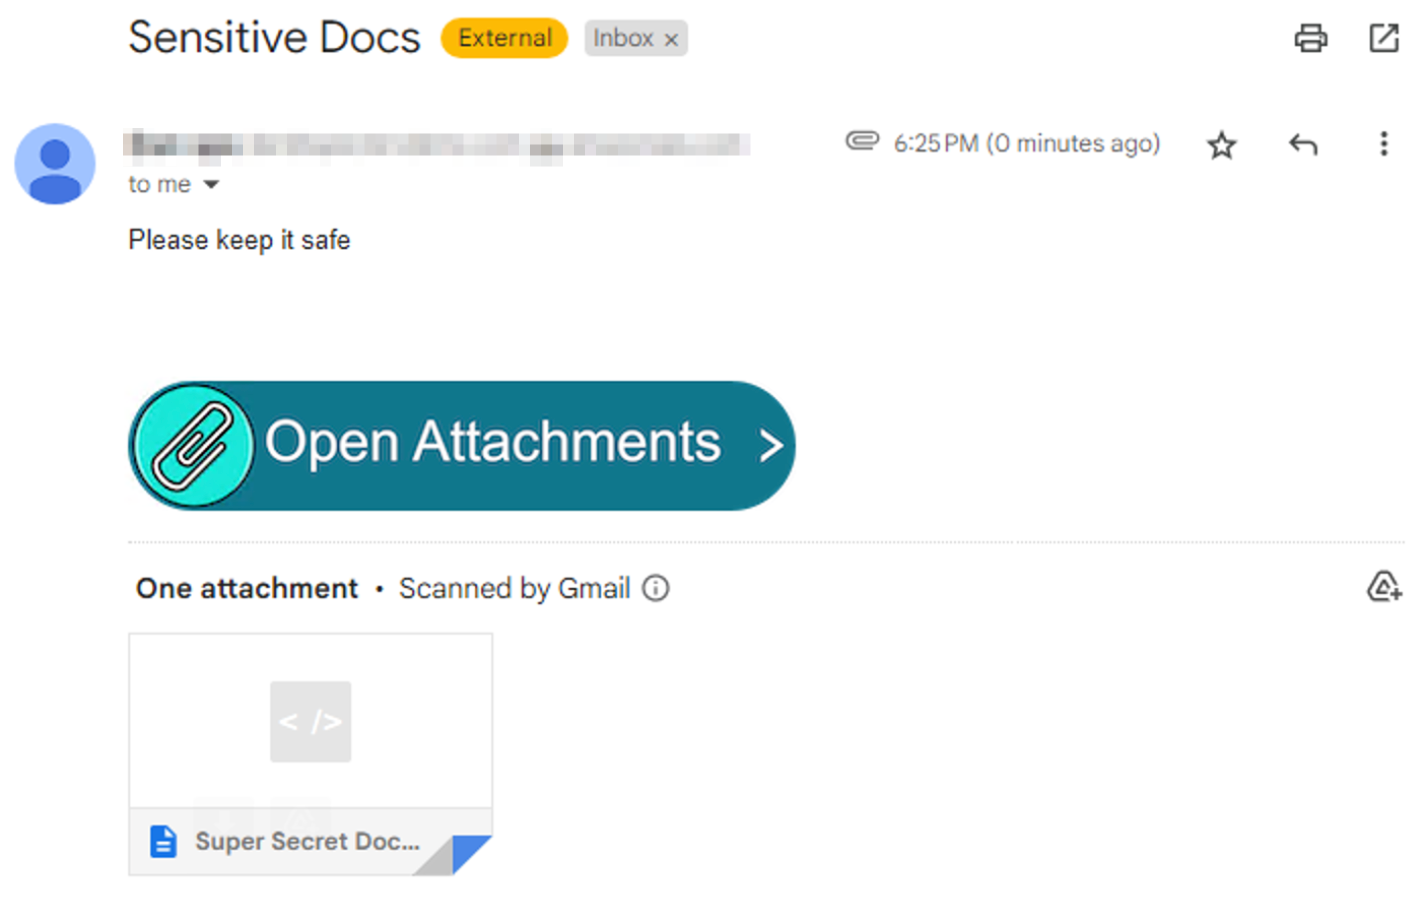 Sensitive Docs External Inbox ×
6:25 PM (0 minutes ago)
to me
Please keep it safe
Open Attachments >
One attachment • Scanned by Gmail
< />
Super Secret Doc...